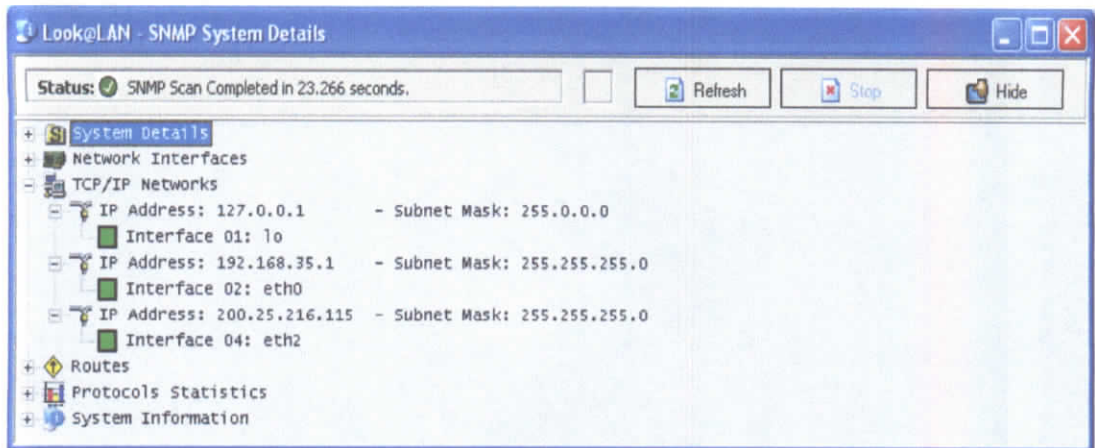 Look@LAN - SNMP System Details
Status: SNMP Scan Completed in 23.266 seconds.
Refresh
Stop
Hide
System Details
Network Interfaces
TCP/IP Networks
IP Address: 127.0.0.1 - Subnet Mask: 255.0.0.0
Interface 01: lo
IP Address: 192.168.35.1 - Subnet Mask: 255.255.255.0
Interface 02: eth0
IP Address: 200.25.216.115 - Subnet Mask: 255.255.255.0
Interface 04: eth2
Routes
Protocols Statistics
System Information